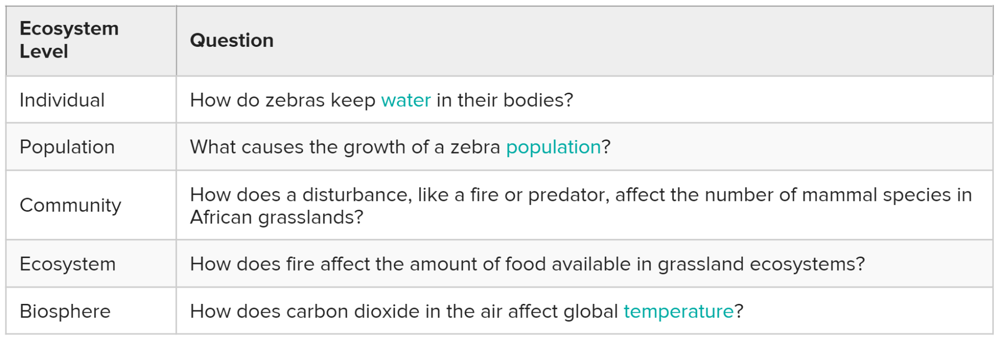 Ecosystem
Level
Question
Individual
How do zebras keep water in their bodies?
Population
What causes the growth of a zebra population?
Community
How does a disturbance, like a fire or predator, affect the number of mammal species in
African grasslands?
Ecosystem
How does fire affect the amount of food available in grassland ecosystems?
Biosphere
How does carbon dioxide in the air affect global temperature?